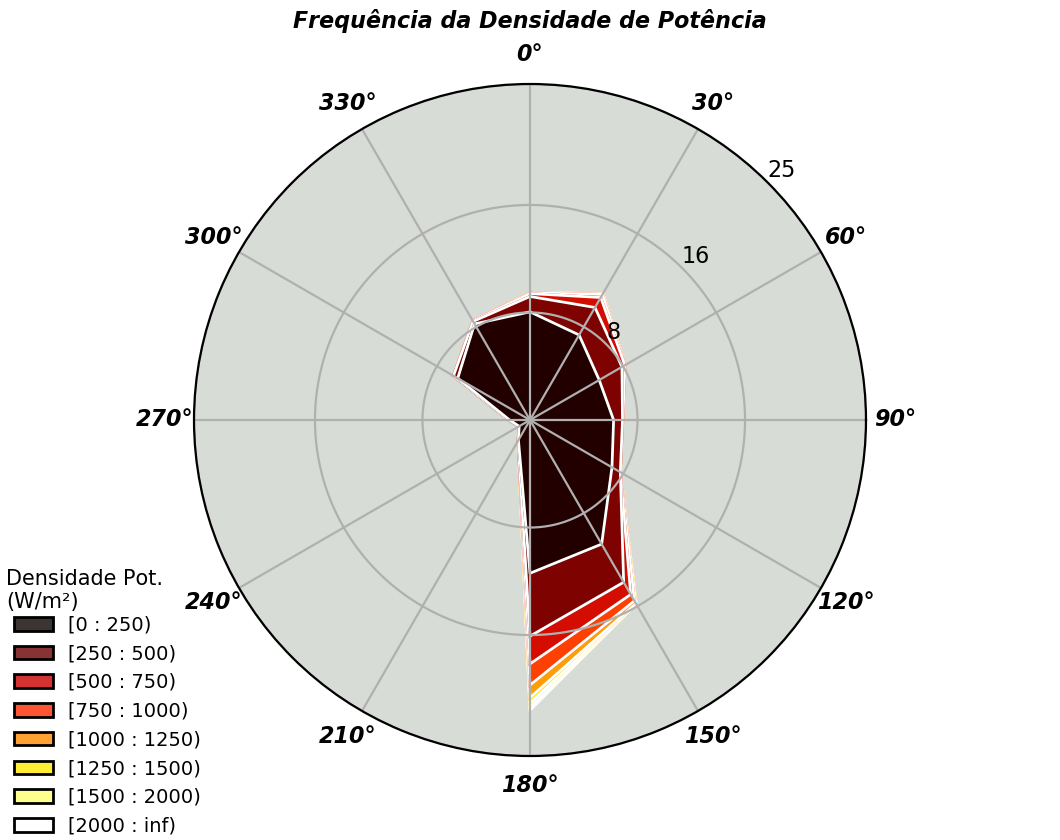 Frequência da Densidade de Potência
0°
330°
30°
25
300°
60°
16
8
270°
90°
240°
120°
210°
150°
180°
Densidade Pot.
(W/m²)
[0 : 250)
[250 : 500)
[500 : 750)
[750 : 1000)
[1000 : 1250)
[1250 : 1500)
[1500 : 2000)
[2000 : inf)